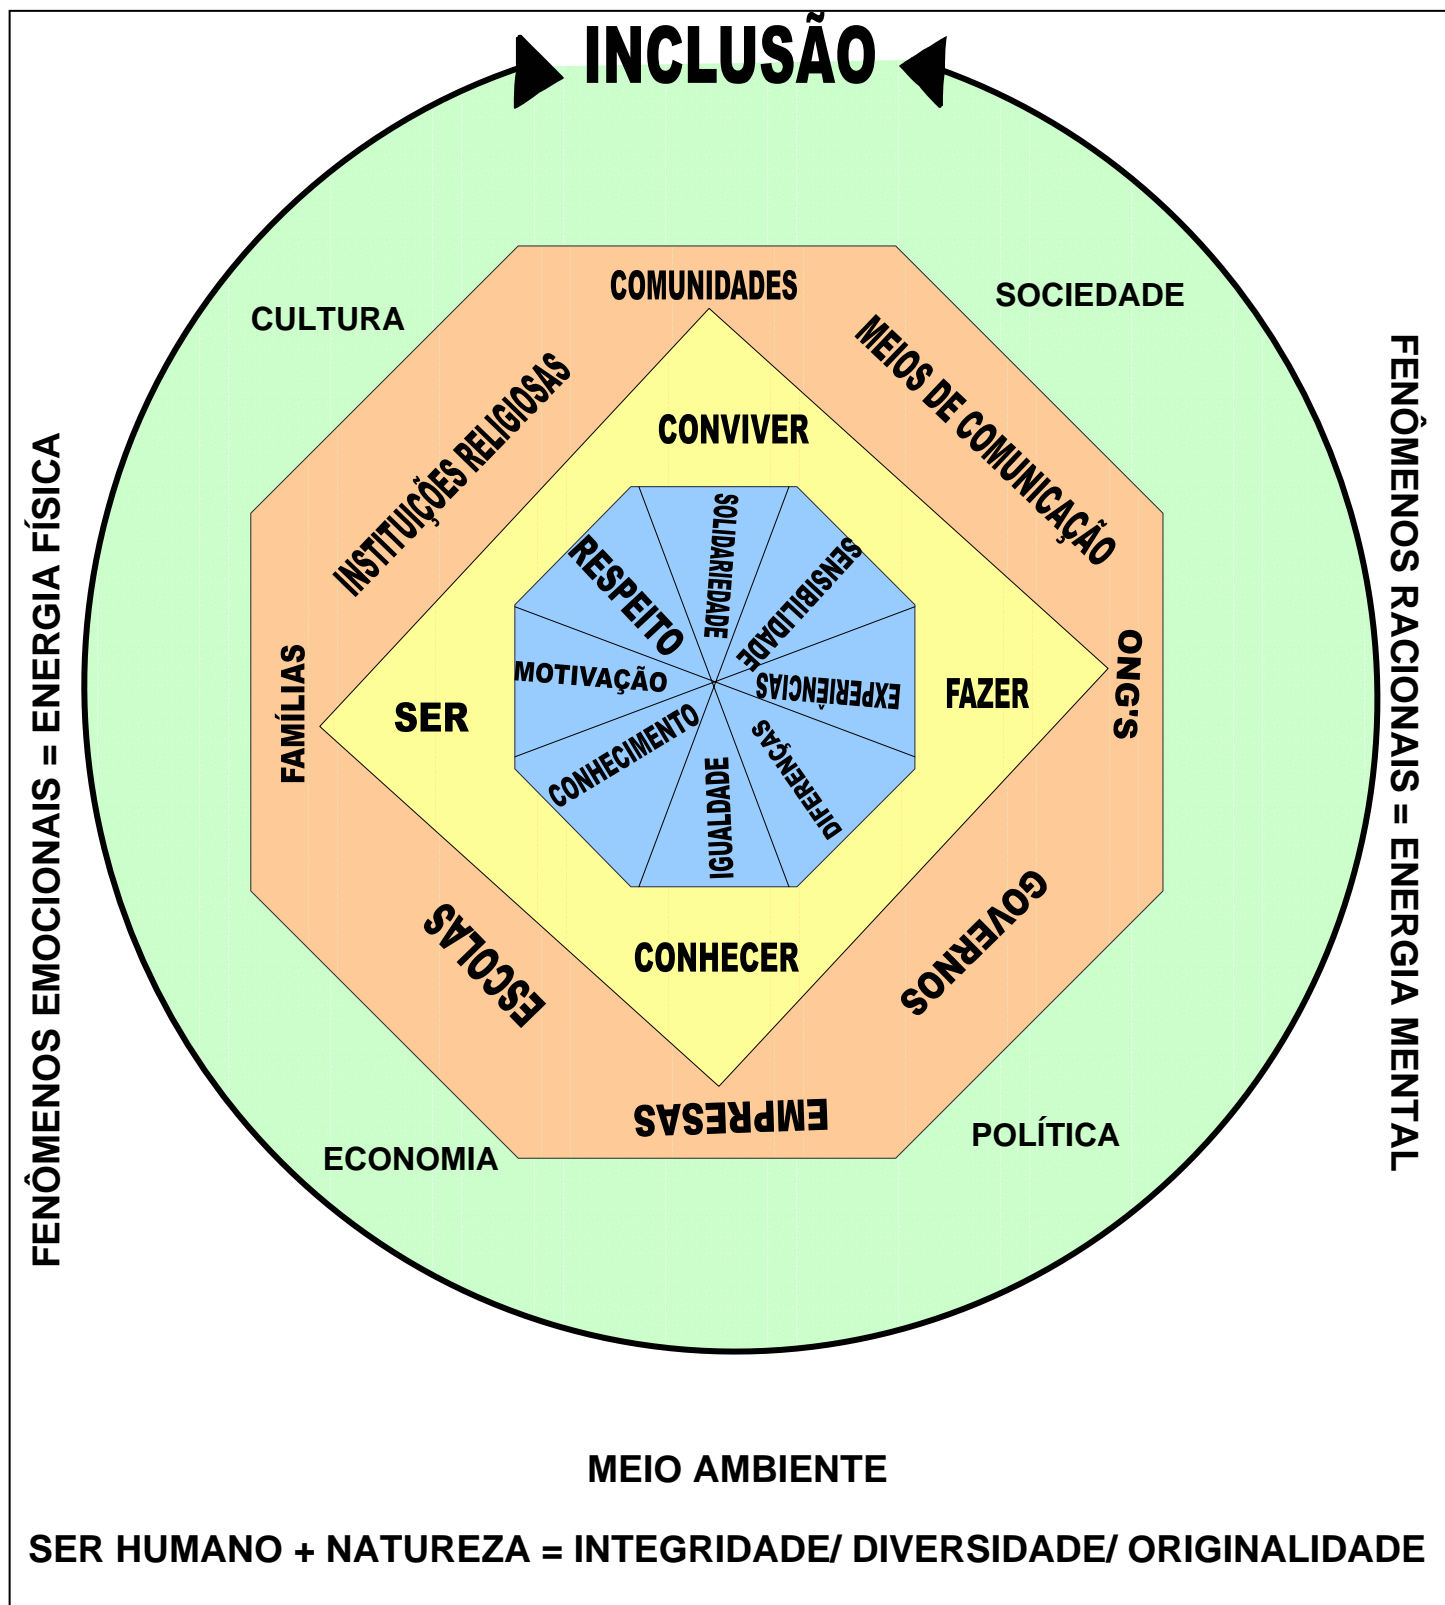 INCLUSÃO
CULTURA
SOCIEDADE
COMUNIDADES
INSTITUIÇÕES RELIGIOSAS
MEIOS DE COMUNICAÇÃO
FENÔMENOS EMOCIONAIS = ENERGIA FÍSICA
FENÔMENOS RACIONAIS = ENERGIA MENTAL
CONVIVER
SOLIDARIEDADE
RESPEITO
SENSIBILIDADE
MOTIVAÇÃO
EXPERIÊNCIAS
FAMÍLIAS
SER
FAZER
ONG'S
CONHECIMENTO
IGUALDADE
DIFERENÇAS
CONHECER
ESCOLAS
GOVERNOS
EMPRESAS
ECONOMIA
POLÍTICA
MEIO AMBIENTE
SER HUMANO + NATUREZA = INTEGRIDADE/ DIVERSIDADE/ ORIGINALIDADE